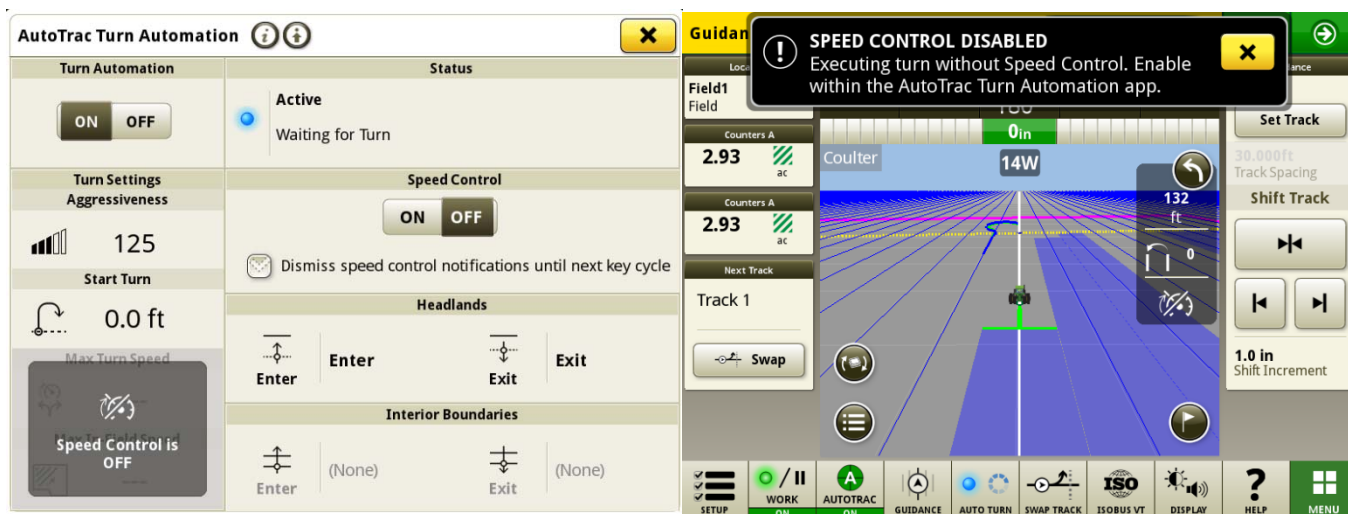 AutoTrac Turn Automation
Turn Automation
ON OFF
Turn Settings
Aggressiveness
125
Start Turn
0.0 ft
Max Turn Speed
Speed Control is
OFF
Status
Active
Waiting for Turn
Speed Control
ON OFF
Dismiss speed control notifications until next key cycle
Headlands
Enter
Enter
Exit
Exit
Interior Boundaries
Enter
(None)
Exit
(None)
Guidan
SPEED CONTROL DISABLED
Executing turn without Speed Control. Enable
within the AutoTrac Turn Automation app.
Loca
Field1
Field
Counters A
2.93
ac
Counters A
2.93
ac
Next Track
Track 1
Swap
180
0in
Coulter
14W
132
ft
0
ance
Set Track
30.000ft
Track Spacing
Shift Track
1.0 in
Shift Increment
SETUP
WORK
ON
AUTOTRAC
ON
GUIDANCE
AUTO TURN
SWAP TRACK
ISO
ISOBUS VT
DISPLAY
HELP
MENU